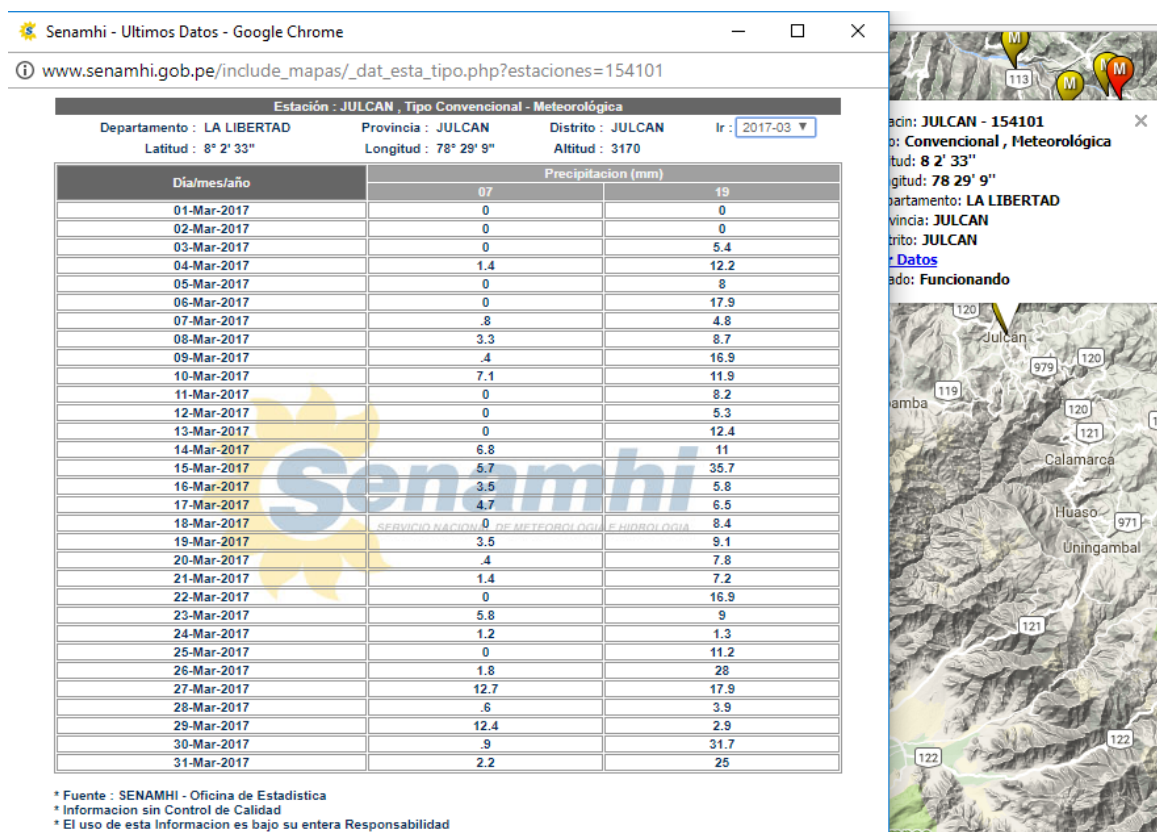 Senamhi - Ultimos Datos - Google Chrome
www.senamhi.gob.pe/include_mapas/_dat_esta_tipo.php?estaciones=154101
Estación : JULCAN , Tipo Convencional - Meteorológica
Departamento : LA LIBERTAD Provincia : JULCAN Distrito : JULCAN Ir : 2017-03
Latitud : 8° 2' 33" Longitud : 78° 29' 9" Altitud : 3170
Día/mes/año Precipitacion (mm)
07 19
01-Mar-2017 0 0
02-Mar-2017 0 0
03-Mar-2017 0 5.4
04-Mar-2017 1.4 12.2
05-Mar-2017 0 8
06-Mar-2017 0 17.9
07-Mar-2017 .8 4.8
08-Mar-2017 3.3 8.7
09-Mar-2017 .4 16.9
10-Mar-2017 7.1 11.9
11-Mar-2017 0 8.2
12-Mar-2017 0 5.3
13-Mar-2017 0 12.4
14-Mar-2017 6.8 11
15-Mar-2017 5.7 35.7
16-Mar-2017 3.5 5.8
17-Mar-2017 4.7 6.5
18-Mar-2017 0 8.4
19-Mar-2017 3.5 9.1
20-Mar-2017 .4 7.8
21-Mar-2017 1.4 7.2
22-Mar-2017 0 16.9
23-Mar-2017 5.8 9
24-Mar-2017 1.2 1.3
25-Mar-2017 0 11.2
26-Mar-2017 1.8 28
27-Mar-2017 12.7 17.9
28-Mar-2017 .6 3.9
29-Mar-2017 12.4 2.9
30-Mar-2017 .9 31.7
31-Mar-2017 2.2 25
Senamhi
SERVICIO NACIONAL DE METEOROLOGIA E HIDROLOGIA
* Fuente : SENAMHI - Oficina de Estadistica
* Informacion sin Control de Calidad
* El uso de esta Informacion es bajo su entera Responsabilidad
M
113
M
M
M
acin: JULCAN - 154101
o: Convencional , Meteorológica
tud: 8 2' 33"
gitud: 78 29' 9"
partamento: LA LIBERTAD
vincia: JULCAN
trito: JULCAN
r Datos
ado: Funcionando
120
Julcan
979
120
119
amba
120
121
Calamarca
Huaso
971
Uningambal
121
122
122